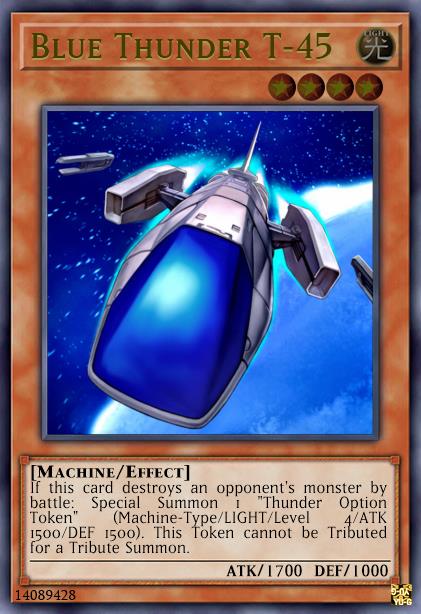 Blue Thunder T-45
LIGHT
光
[Machine/Effect]
If this card destroys an opponent's monster by
battle: Special Summon 1 "Thunder Option
Token" (Machine-Type/LIGHT/Level 4/ATK
1500/DEF 1500). This Token cannot be Tributed
for a Tribute Summon.
ATK/1700 DEF/1000
14089428